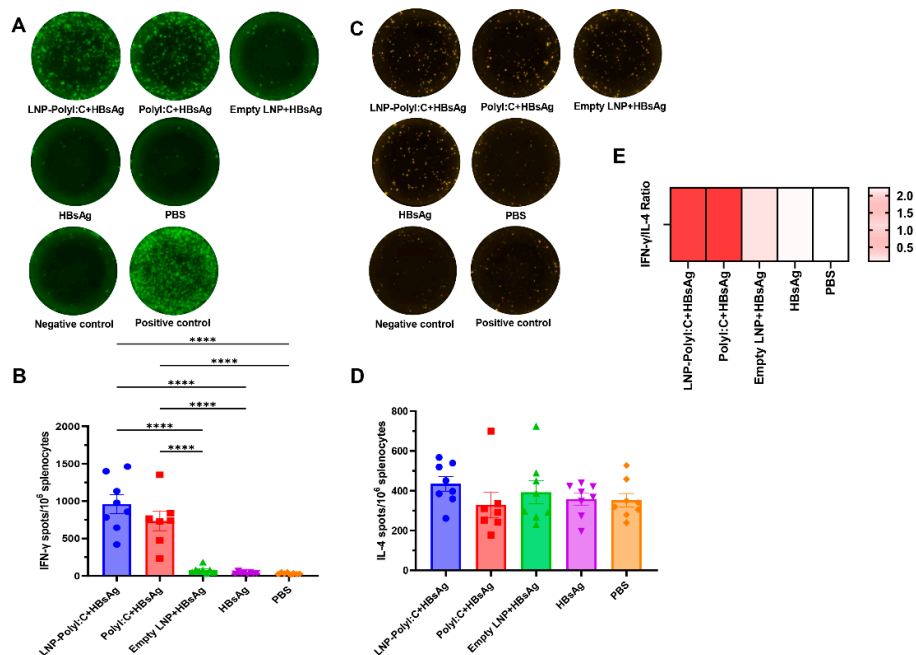 A
LNP-PolyI:C+HBsAg
PolyI:C+HBsAg
Empty LNP+HBsAg
HBsAg
PBS
Negative control
Positive control
B
****
****
****
****
****
****
IFN-γ spots/10⁶ splenocytes
2000
1500
1000
500
0
LNP-PolyI:C+HBsAg
PolyI:C+HBsAg
Empty LNP+HBsAg
HBsAg
PBS
C
LNP-PolyI:C+HBsAg
PolyI:C+HBsAg
Empty LNP+HBsAg
HBsAg
PBS
Negative control
Positive control
D
IL-4 spots/10⁶ splenocytes
800
600
400
200
0
LNP-PolyI:C+HBsAg
PolyI:C+HBsAg
Empty LNP+HBsAg
HBsAg
PBS
E
IFN-γ/IL-4 Ratio
LNP-PolyI:C+HBsAg
PolyI:C+HBsAg
Empty LNP+HBsAg
HBsAg
PBS
2.0
1.5
1.0
0.5